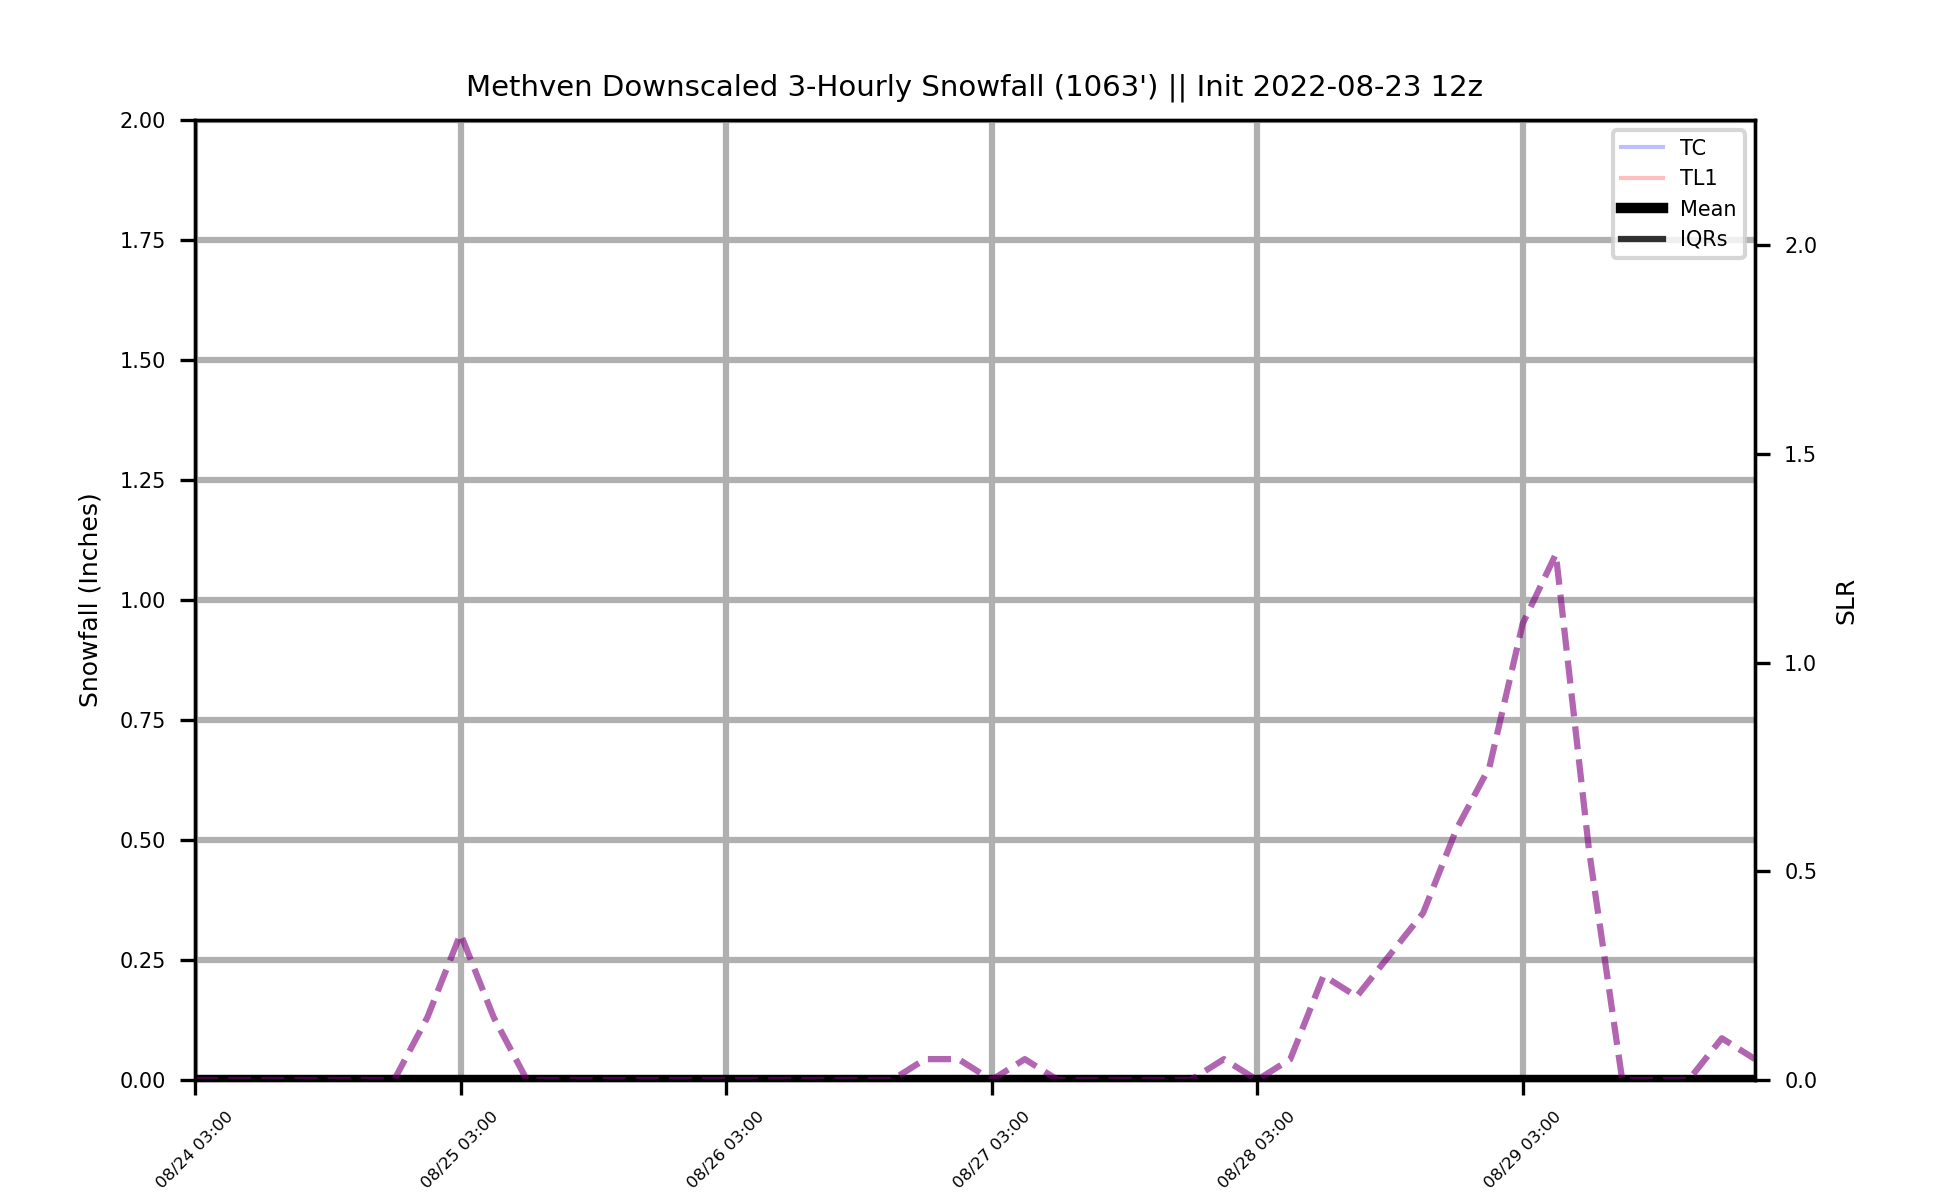 Methven Downscaled 3-Hourly Snowfall (1063') || Init 2022-08-23 12z
2.00
1.75
1.50
1.25
1.00
0.75
0.50
0.25
0.00
Snowfall (Inches)
TC
TL1
Mean
IQRs
2.0
1.5
1.0
0.5
0.0
SLR
08/24 03:00
08/25 03:00
08/26 03:00
08/27 03:00
08/28 03:00
08/29 03:00